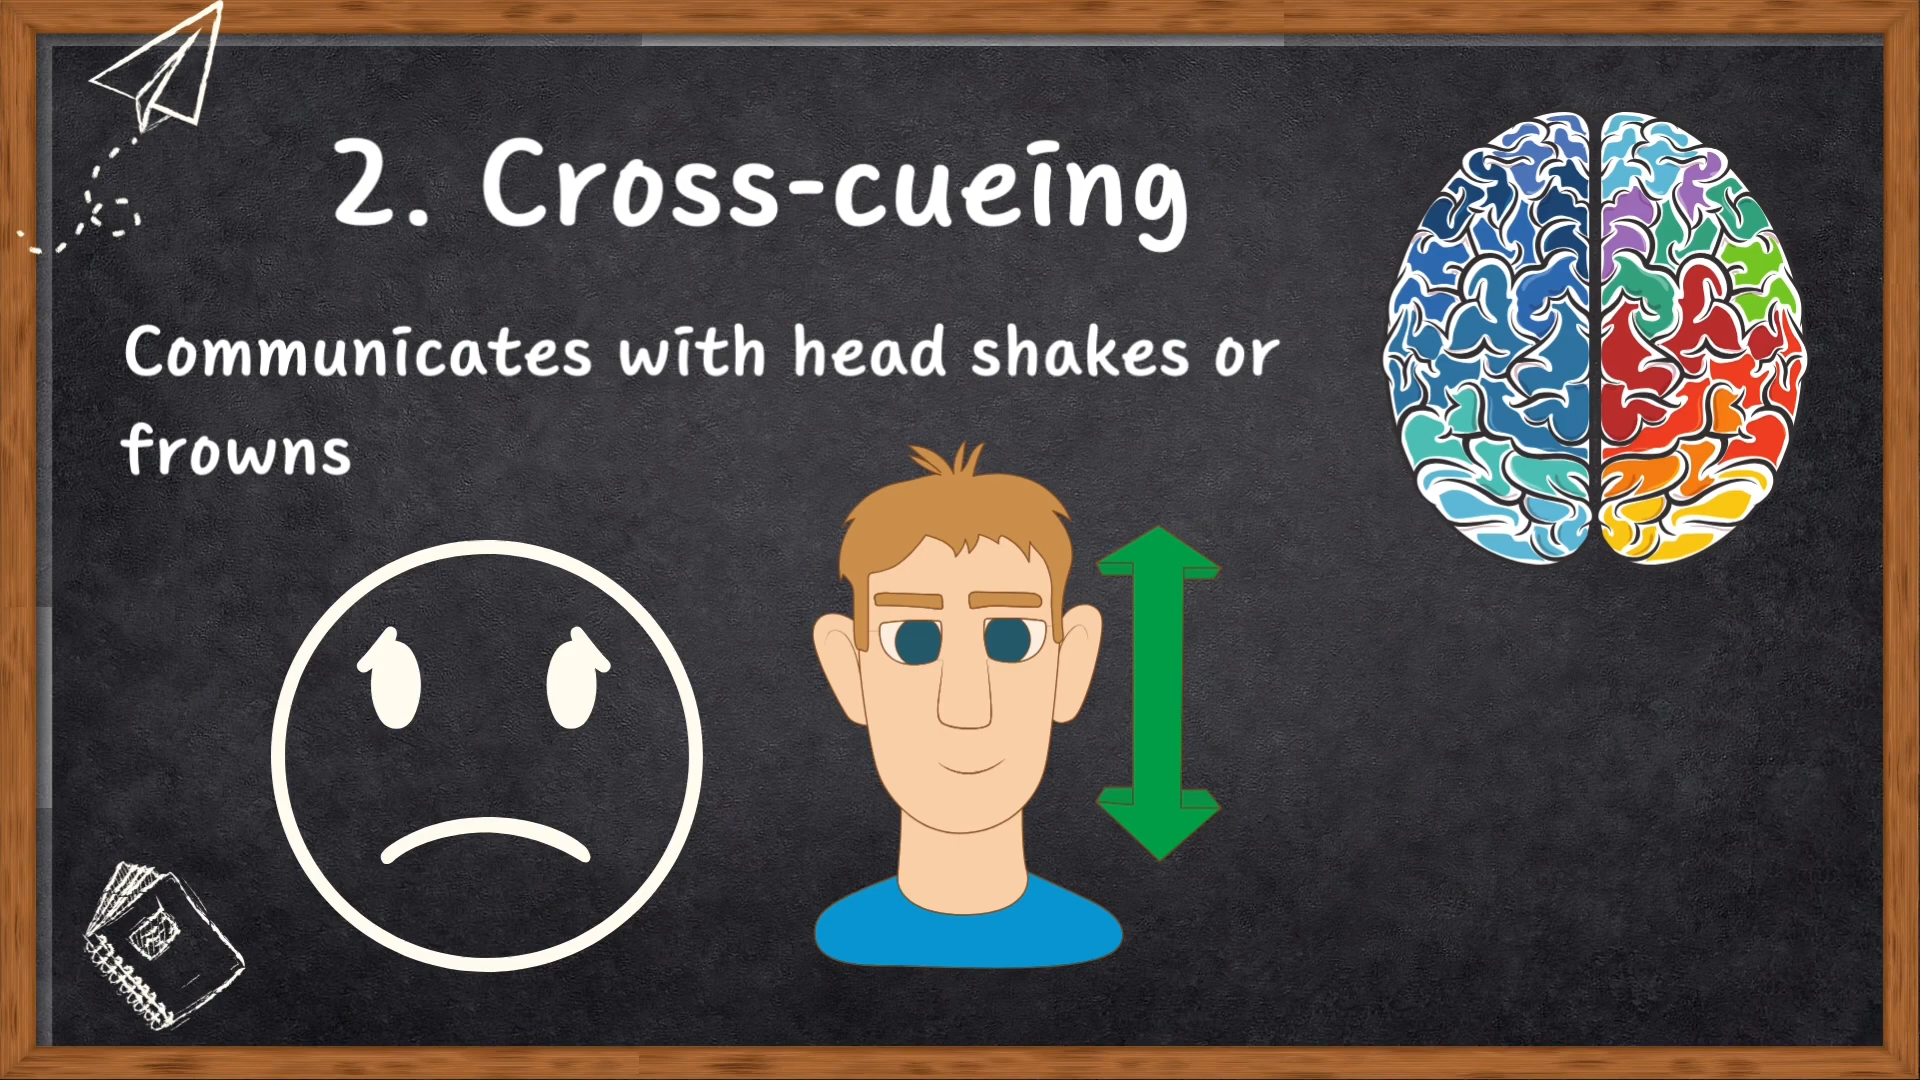 2. Cross-cueing
Communicates with head shakes or
frowns